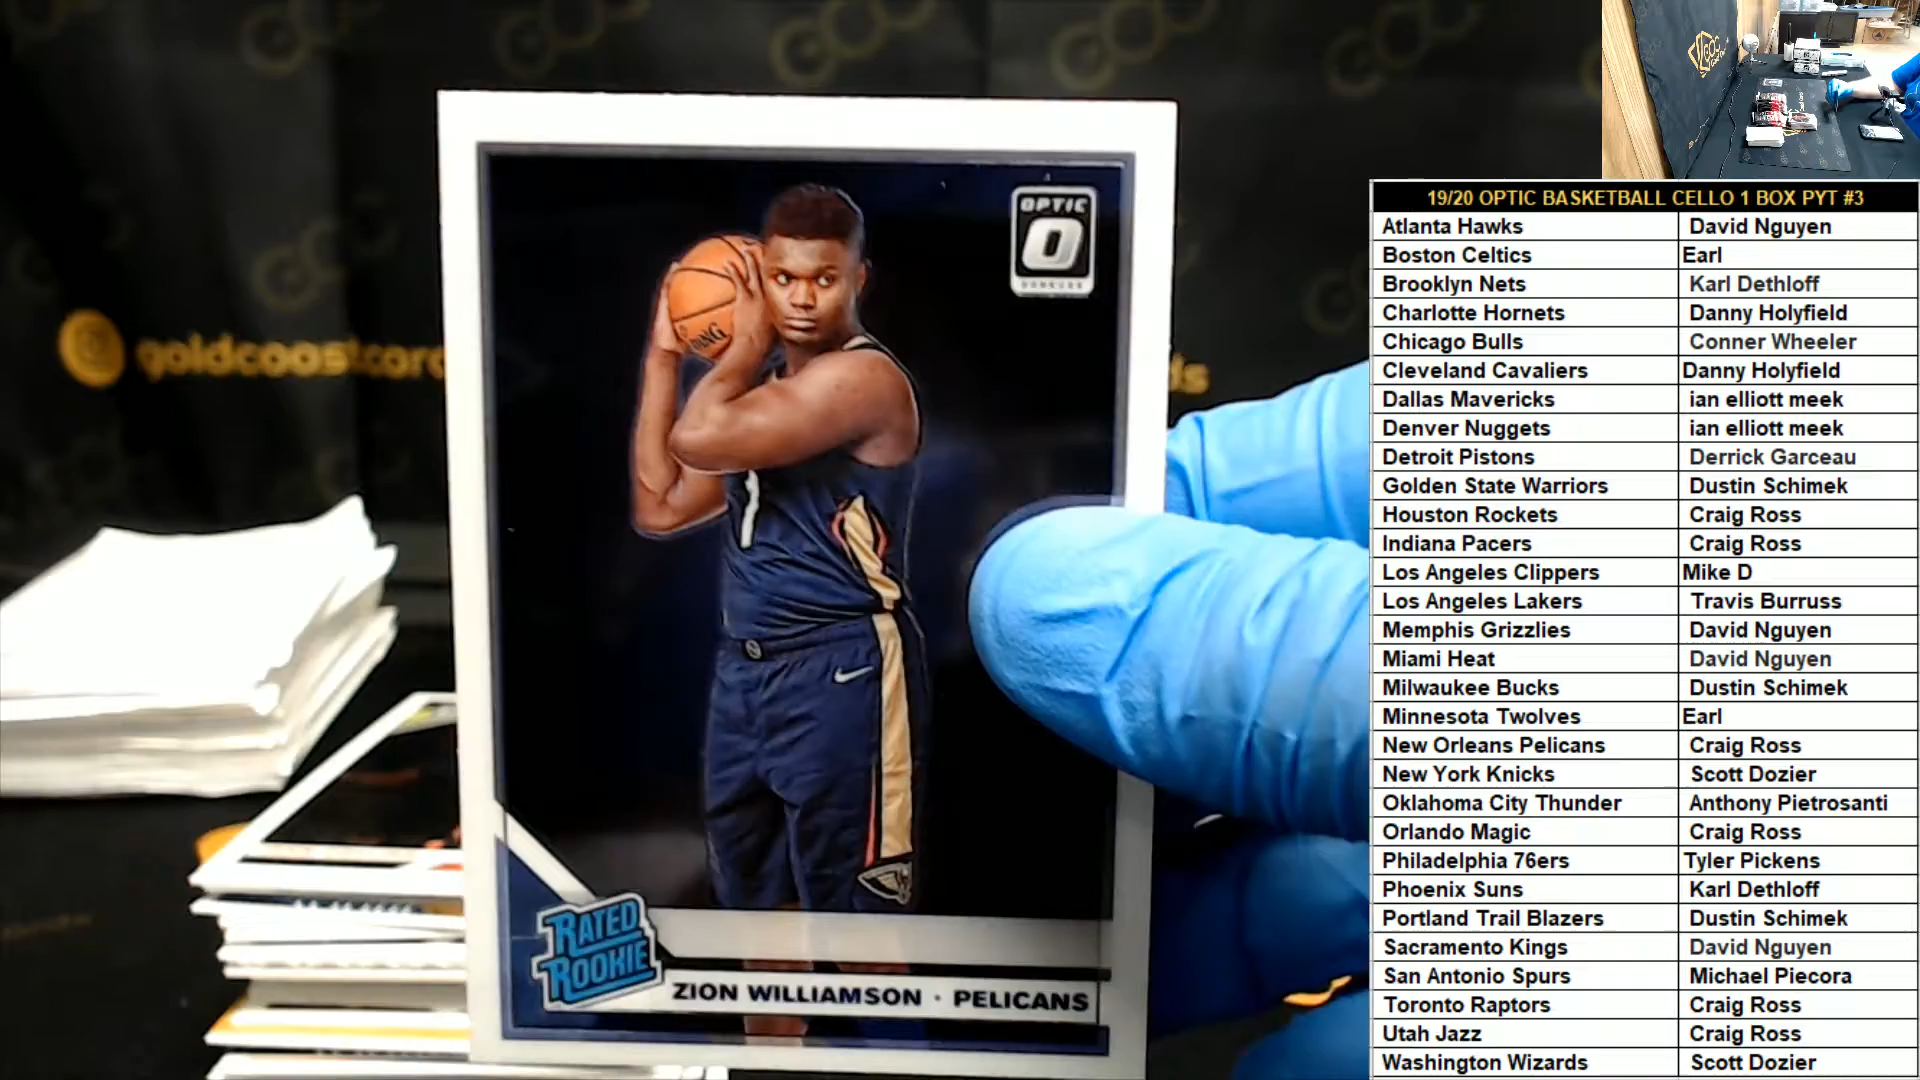 goldcoastcards
OPTIC
DONRUSS
RATED
ROOKIE
ZION WILLIAMSON · PELICANS
19/20 OPTIC BASKETBALL CELLO 1 BOX PYT #3
Atlanta Hawks David Nguyen
Boston Celtics Earl
Brooklyn Nets Karl Dethloff
Charlotte Hornets Danny Holyfield
Chicago Bulls Conner Wheeler
Cleveland Cavaliers Danny Holyfield
Dallas Mavericks ian elliott meek
Denver Nuggets ian elliott meek
Detroit Pistons Derrick Garceau
Golden State Warriors Dustin Schimek
Houston Rockets Craig Ross
Indiana Pacers Craig Ross
Los Angeles Clippers Mike D
Los Angeles Lakers Travis Burruss
Memphis Grizzlies David Nguyen
Miami Heat David Nguyen
Milwaukee Bucks Dustin Schimek
Minnesota Twolves Earl
New Orleans Pelicans Craig Ross
New York Knicks Scott Dozier
Oklahoma City Thunder Anthony Pietrosanti
Orlando Magic Craig Ross
Philadelphia 76ers Tyler Pickens
Phoenix Suns Karl Dethloff
Portland Trail Blazers Dustin Schimek
Sacramento Kings David Nguyen
San Antonio Spurs Michael Piecora
Toronto Raptors Craig Ross
Utah Jazz Craig Ross
Washington Wizards Scott Dozier